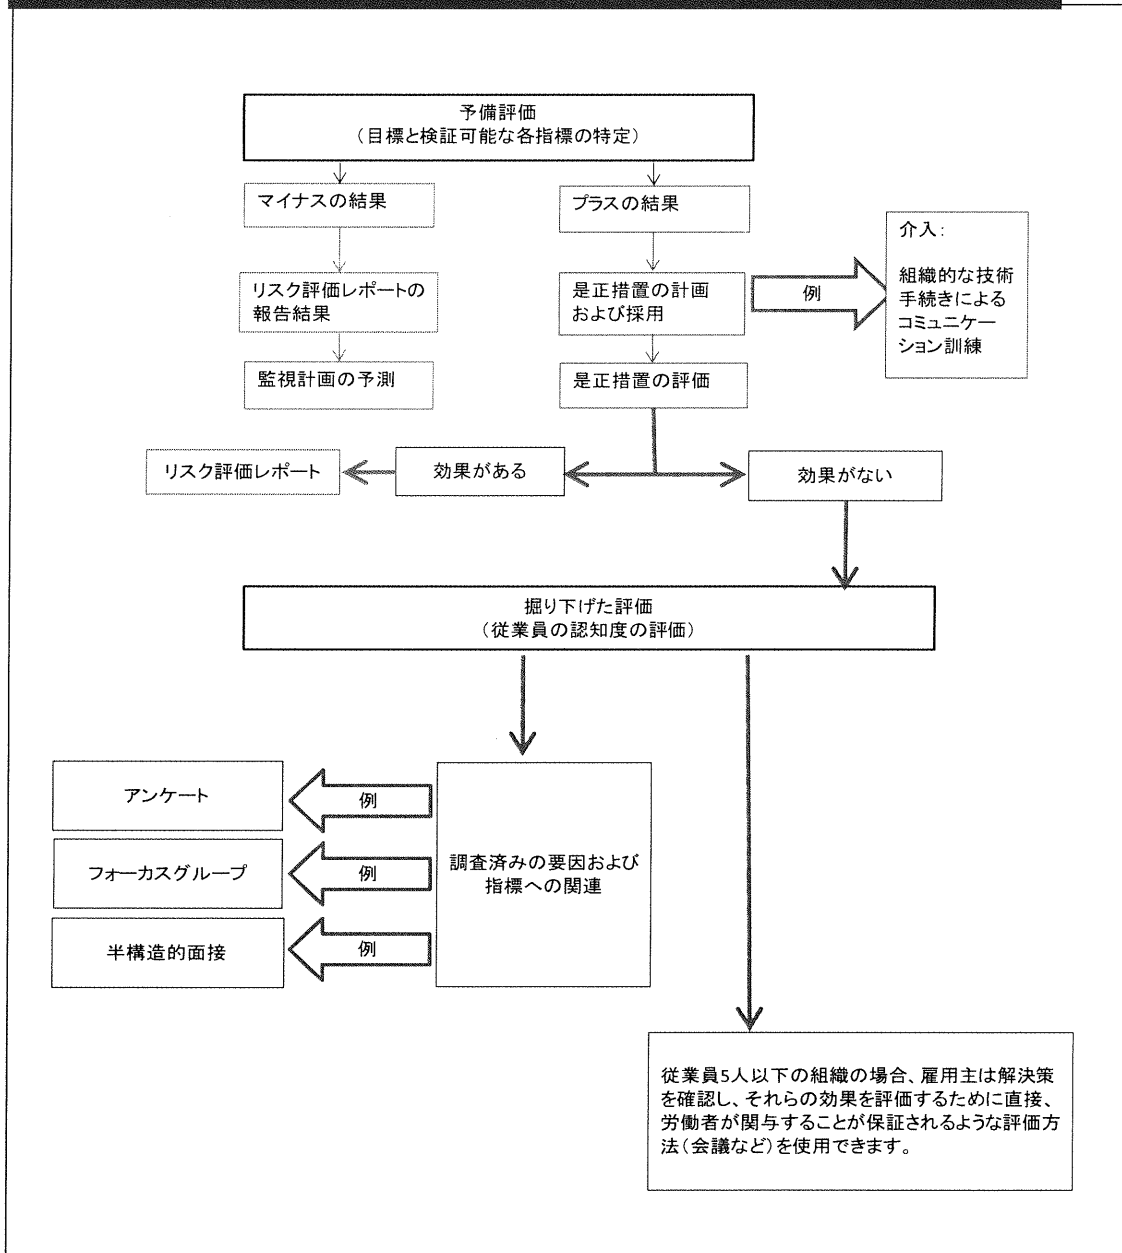 予備評価
(目標と検証可能な各指標の特定)
マイナスの結果
プラスの結果
介入:
組織的な技術
手続きによる
コミュニケー
ション訓練
リスク評価レポートの
報告結果
是正措置の計画
および採用
例
監視計画の予測
是正措置の評価
リスク評価レポート
効果がある
効果がない
掘り下げた評価
(従業員の認知度の評価)
アンケート
例
フォーカスグループ
例
調査済みの要因および
指標への関連
半構造的面接
例
従業員5人以下の組織の場合、雇用主は解決策
を確認し、それらの効果を評価するために直接、
労働者が関与することが保証されるような評価方
法(会議など)を使用できます。